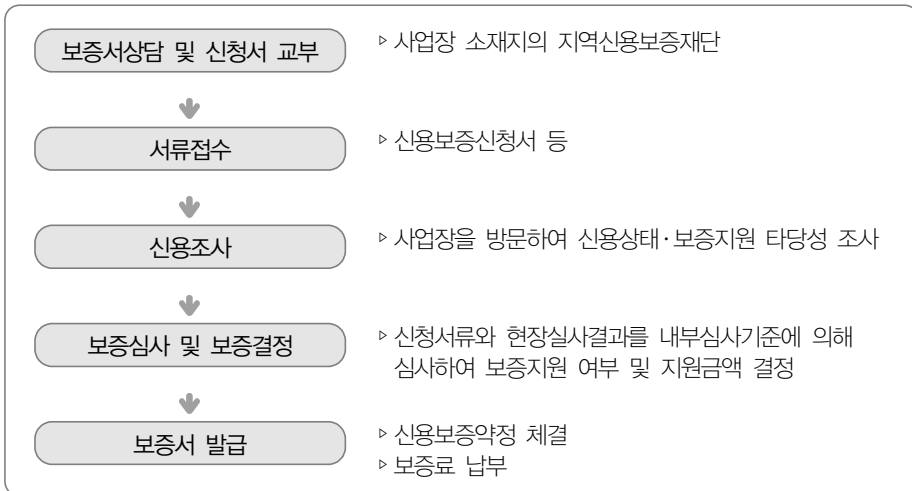 보증서상담 및 신청서 교부
▹ 사업장 소재지의 지역신용보증재단
서류접수
▹ 신용보증신청서 등
신용조사
▹ 사업장을 방문하여 신용상태·보증지원 타당성 조사
보증심사 및 보증결정
▹ 신청서류와 현장실사결과를 내부심사기준에 의해
심사하여 보증지원 여부 및 지원금액 결정
보증서 발급
▹ 신용보증약정 체결
▹ 보증료 납부